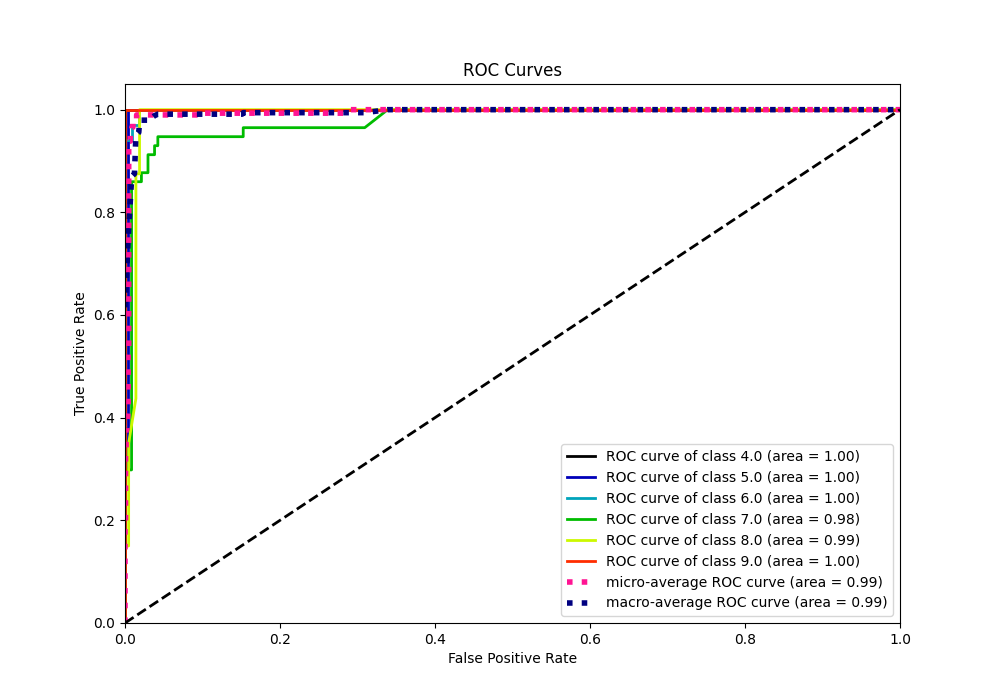 ROC Curves
True Positive Rate
1.0
0.8
0.6
0.4
0.2
0.0
0.0 0.2 0.4 0.6 0.8 1.0
False Positive Rate
ROC curve of class 4.0 (area = 1.00)
ROC curve of class 5.0 (area = 1.00)
ROC curve of class 6.0 (area = 1.00)
ROC curve of class 7.0 (area = 0.98)
ROC curve of class 8.0 (area = 0.99)
ROC curve of class 9.0 (area = 1.00)
micro-average ROC curve (area = 0.99)
macro-average ROC curve (area = 0.99)